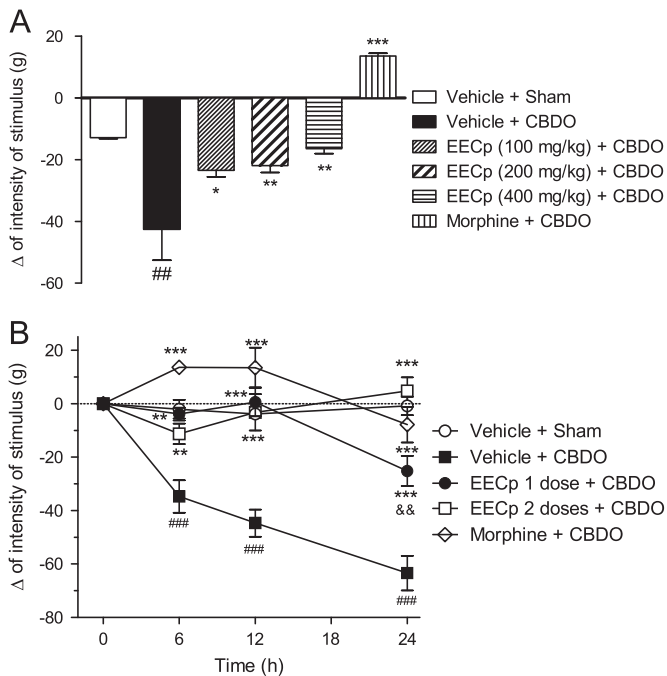 A
20
0
-20
-40
-60
Δ of intensity of stimulus (g)
##
*
**
**
***
Vehicle + Sham
Vehicle + CBDO
EECp (100 mg/kg) + CBDO
EECp (200 mg/kg) + CBDO
EECp (400 mg/kg) + CBDO
Morphine + CBDO
B
20
0
-20
-40
-60
-80
Δ of intensity of stimulus (g)
***
***
***
***
**
**
***
***
***
&&
###
###
###
0
6
12
18
24
Time (h)
Vehicle + Sham
Vehicle + CBDO
EECp 1 dose + CBDO
EECp 2 doses + CBDO
Morphine + CBDO